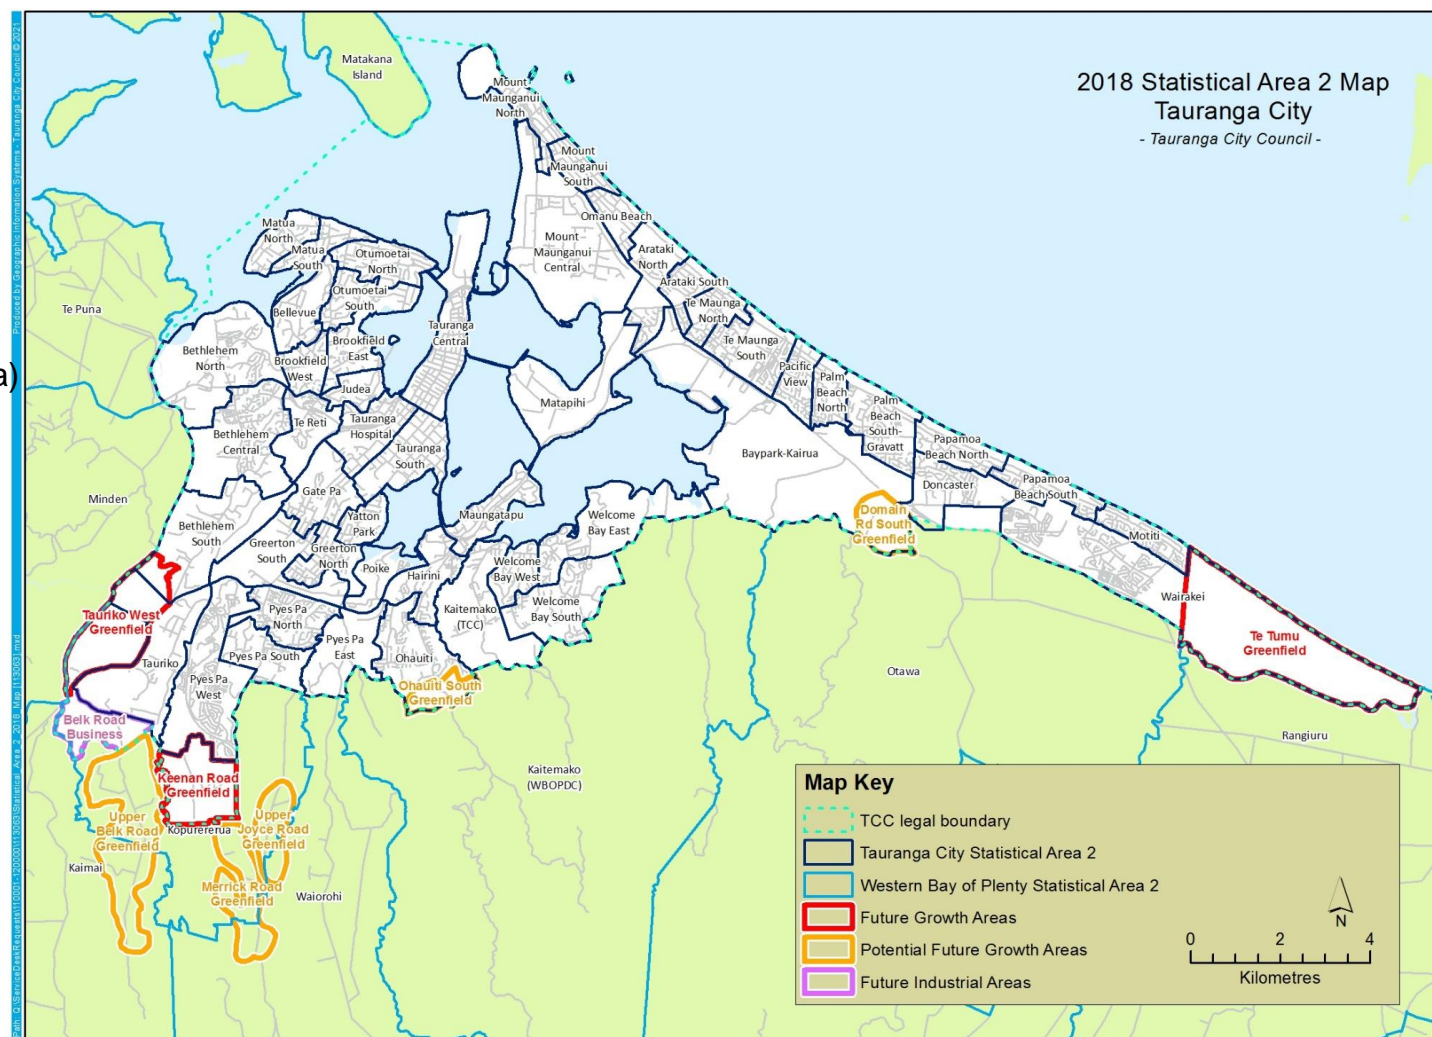 2018 Statistical Area 2 Map
Tauranga City
- Tauranga City Council -
Matakana
Island
Mount
Maunganui
North
Mount
Maunganui
South
Omanu Beach
Mount
Maunganui
Central
Arataki
North
Arataki South
Te Maunga
North
Te Maunga
South
Pacific
View
Palm
Beach
North
Palm
Beach
South-
Gravatt
Papamoa
Beach North
Doncaster
Papamoa
Beach South
Motiti
Wairakei
Te Tumu
Greenfield
Matua
North
Matua
South
Otumoetai
North
Otumoetai
South
Bellevue
Te Puna
a)
Bethlehem
North
Brookfield
West
Brookfield
East
Judea
Tauranga
Central
Matapihi
Bethlehem
Central
Te Reti
Tauranga
Hospital
Tauranga
South
Baypark-Kairua
Domain
Rd South
Greenfield
Minden
Gate Pa
Yatton
Park
Maungatapu
Welcome
Bay East
Bethlehem
South
Greerton
South
Greerton
North
Poike
Hairini
Welcome
Bay West
Kaitemako
(TCC)
Welcome
Bay South
Tauriko West
Greenfield
Tauriko
Pyes Pa
North
Pyes Pa South
Pyes Pa
East
Ohauiti
Pyes Pa
West
Ohauiti South
Greenfield
Otawa
Rangiuru
Belk Road
Business
Keenan Road
Greenfield
Kopurererua
Upper
Belk Road
Greenfield
Upper
Joyce Road
Greenfield
Merrick Road
Greenfield
Kaimai
Waiorohi
Kaitemako
(WBOPDC)
Map Key
TCC legal boundary
Tauranga City Statistical Area 2
Western Bay of Plenty Statistical Area 2
Future Growth Areas
Potential Future Growth Areas
Future Industrial Areas
N
0 2 4
Kilometres
Produced by Geographic Information Systems - Tauranga City Council © 2021